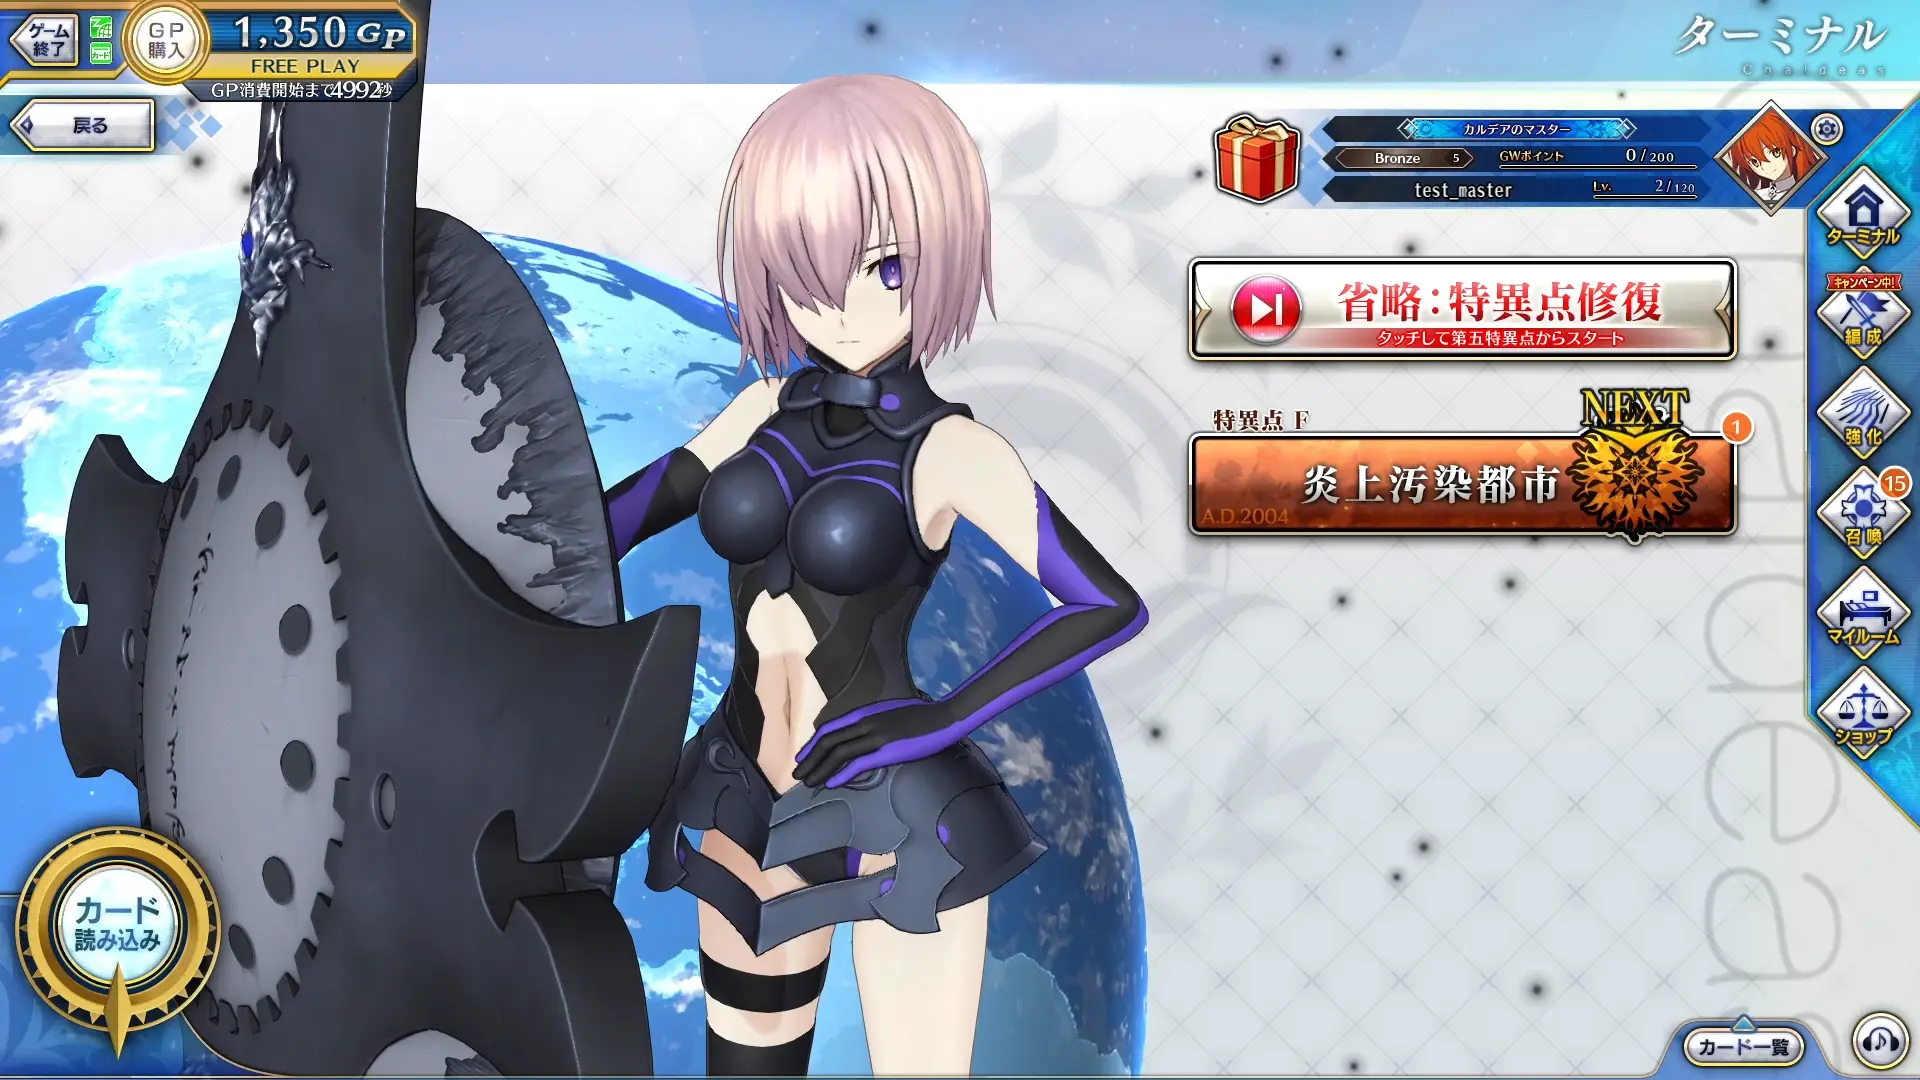 ゲーム
終了
GP
購入
1,350 GP
FREE PLAY
GP消費開始まで4992秒
ターミナル
Chaldeas
戻る
カルデアのマスター
Bronze 5
GWポイント 0/200
test_master
Lv. 2/120
ターミナル
キャンペーン中!
編成
強化
15
召喚
マイルーム
ショップ
省略:特異点修復
タッチして第五特異点からスタート
特異点 F
NEXT
1
炎上汚染都市
A.D.2004
カード
読み込み
カード一覧